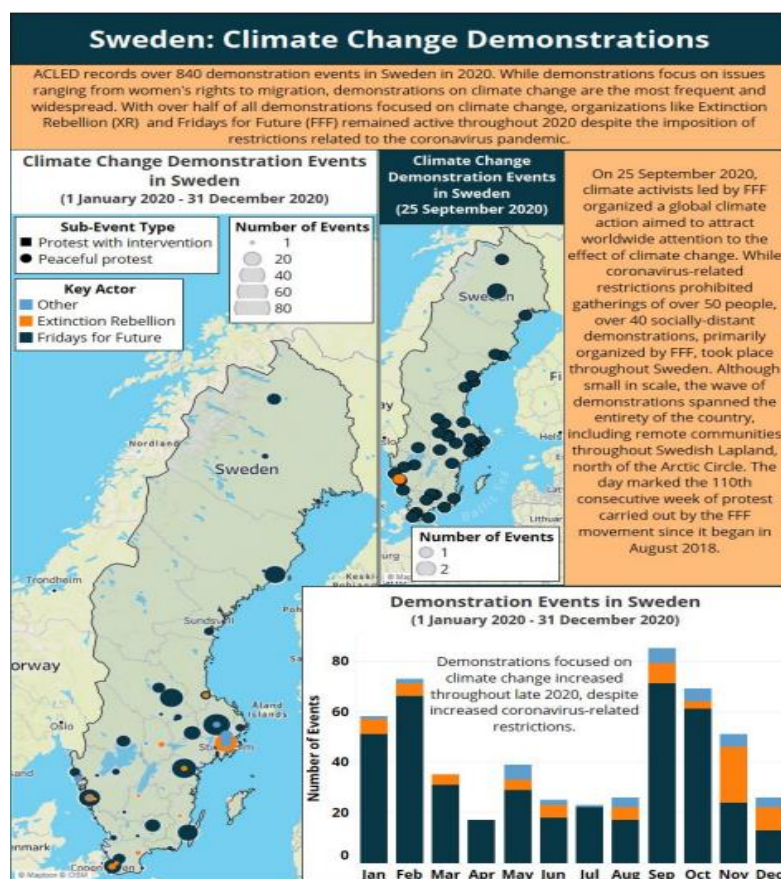 Sweden: Climate Change Demonstrations
ACLED records over 840 demonstration events in Sweden in 2020. While demonstrations focus on issues
ranging from women's rights to migration, demonstrations on climate change are the most frequent and
widespread. With over half of all demonstrations focused on climate change, organizations like Extinction
Rebellion (XR) and Fridays for Future (FFF) remained active throughout 2020 despite the imposition of
restrictions related to the coronavirus pandemic.
Climate Change Demonstration Events
in Sweden
(1 January 2020 - 31 December 2020)
Sub-Event Type
Protest with intervention
Peaceful protest
Key Actor
Other
Extinction Rebellion
Fridays for Future
Number of Events
1
20
40
60
80
Nordland
Sweden
Trondheim
Sundsvall
orway
Oslo
Åland
Islands
enmark
© Mapbox © OSM
Climate Change
Demonstration Events
in Sweden
(25 September 2020)
Sweden
Fi
ay
Hels
Lithuar
Number of Events
1
2
On 25 September 2020,
climate activists led by FFF
organized a global climate
action aimed to attract
worldwide attention to the
effect of climate change. While
coronavirus-related
restrictions prohibited
gatherings of over 50 people,
over 40 socially-distant
demonstrations, primarily
organized by FFF, took place
throughout Sweden. Although
small in scale, the wave of
demonstrations spanned the
entirety of the country,
including remote communities
throughout Swedish Lapland,
north of the Arctic Circle. The
day marked the 110th
consecutive week of protest
carried out by the FFF
movement since it began in
August 2018.
Demonstration Events in Sweden
(1 January 2020 - 31 December 2020)
Demonstrations focused on
climate change increased
throughout late 2020, despite
increased coronavirus-related
restrictions.
Number of Events
80
60
40
20
0
Jan Feb Mar Apr May Jun Jul Aug Sep Oct Nov Dec